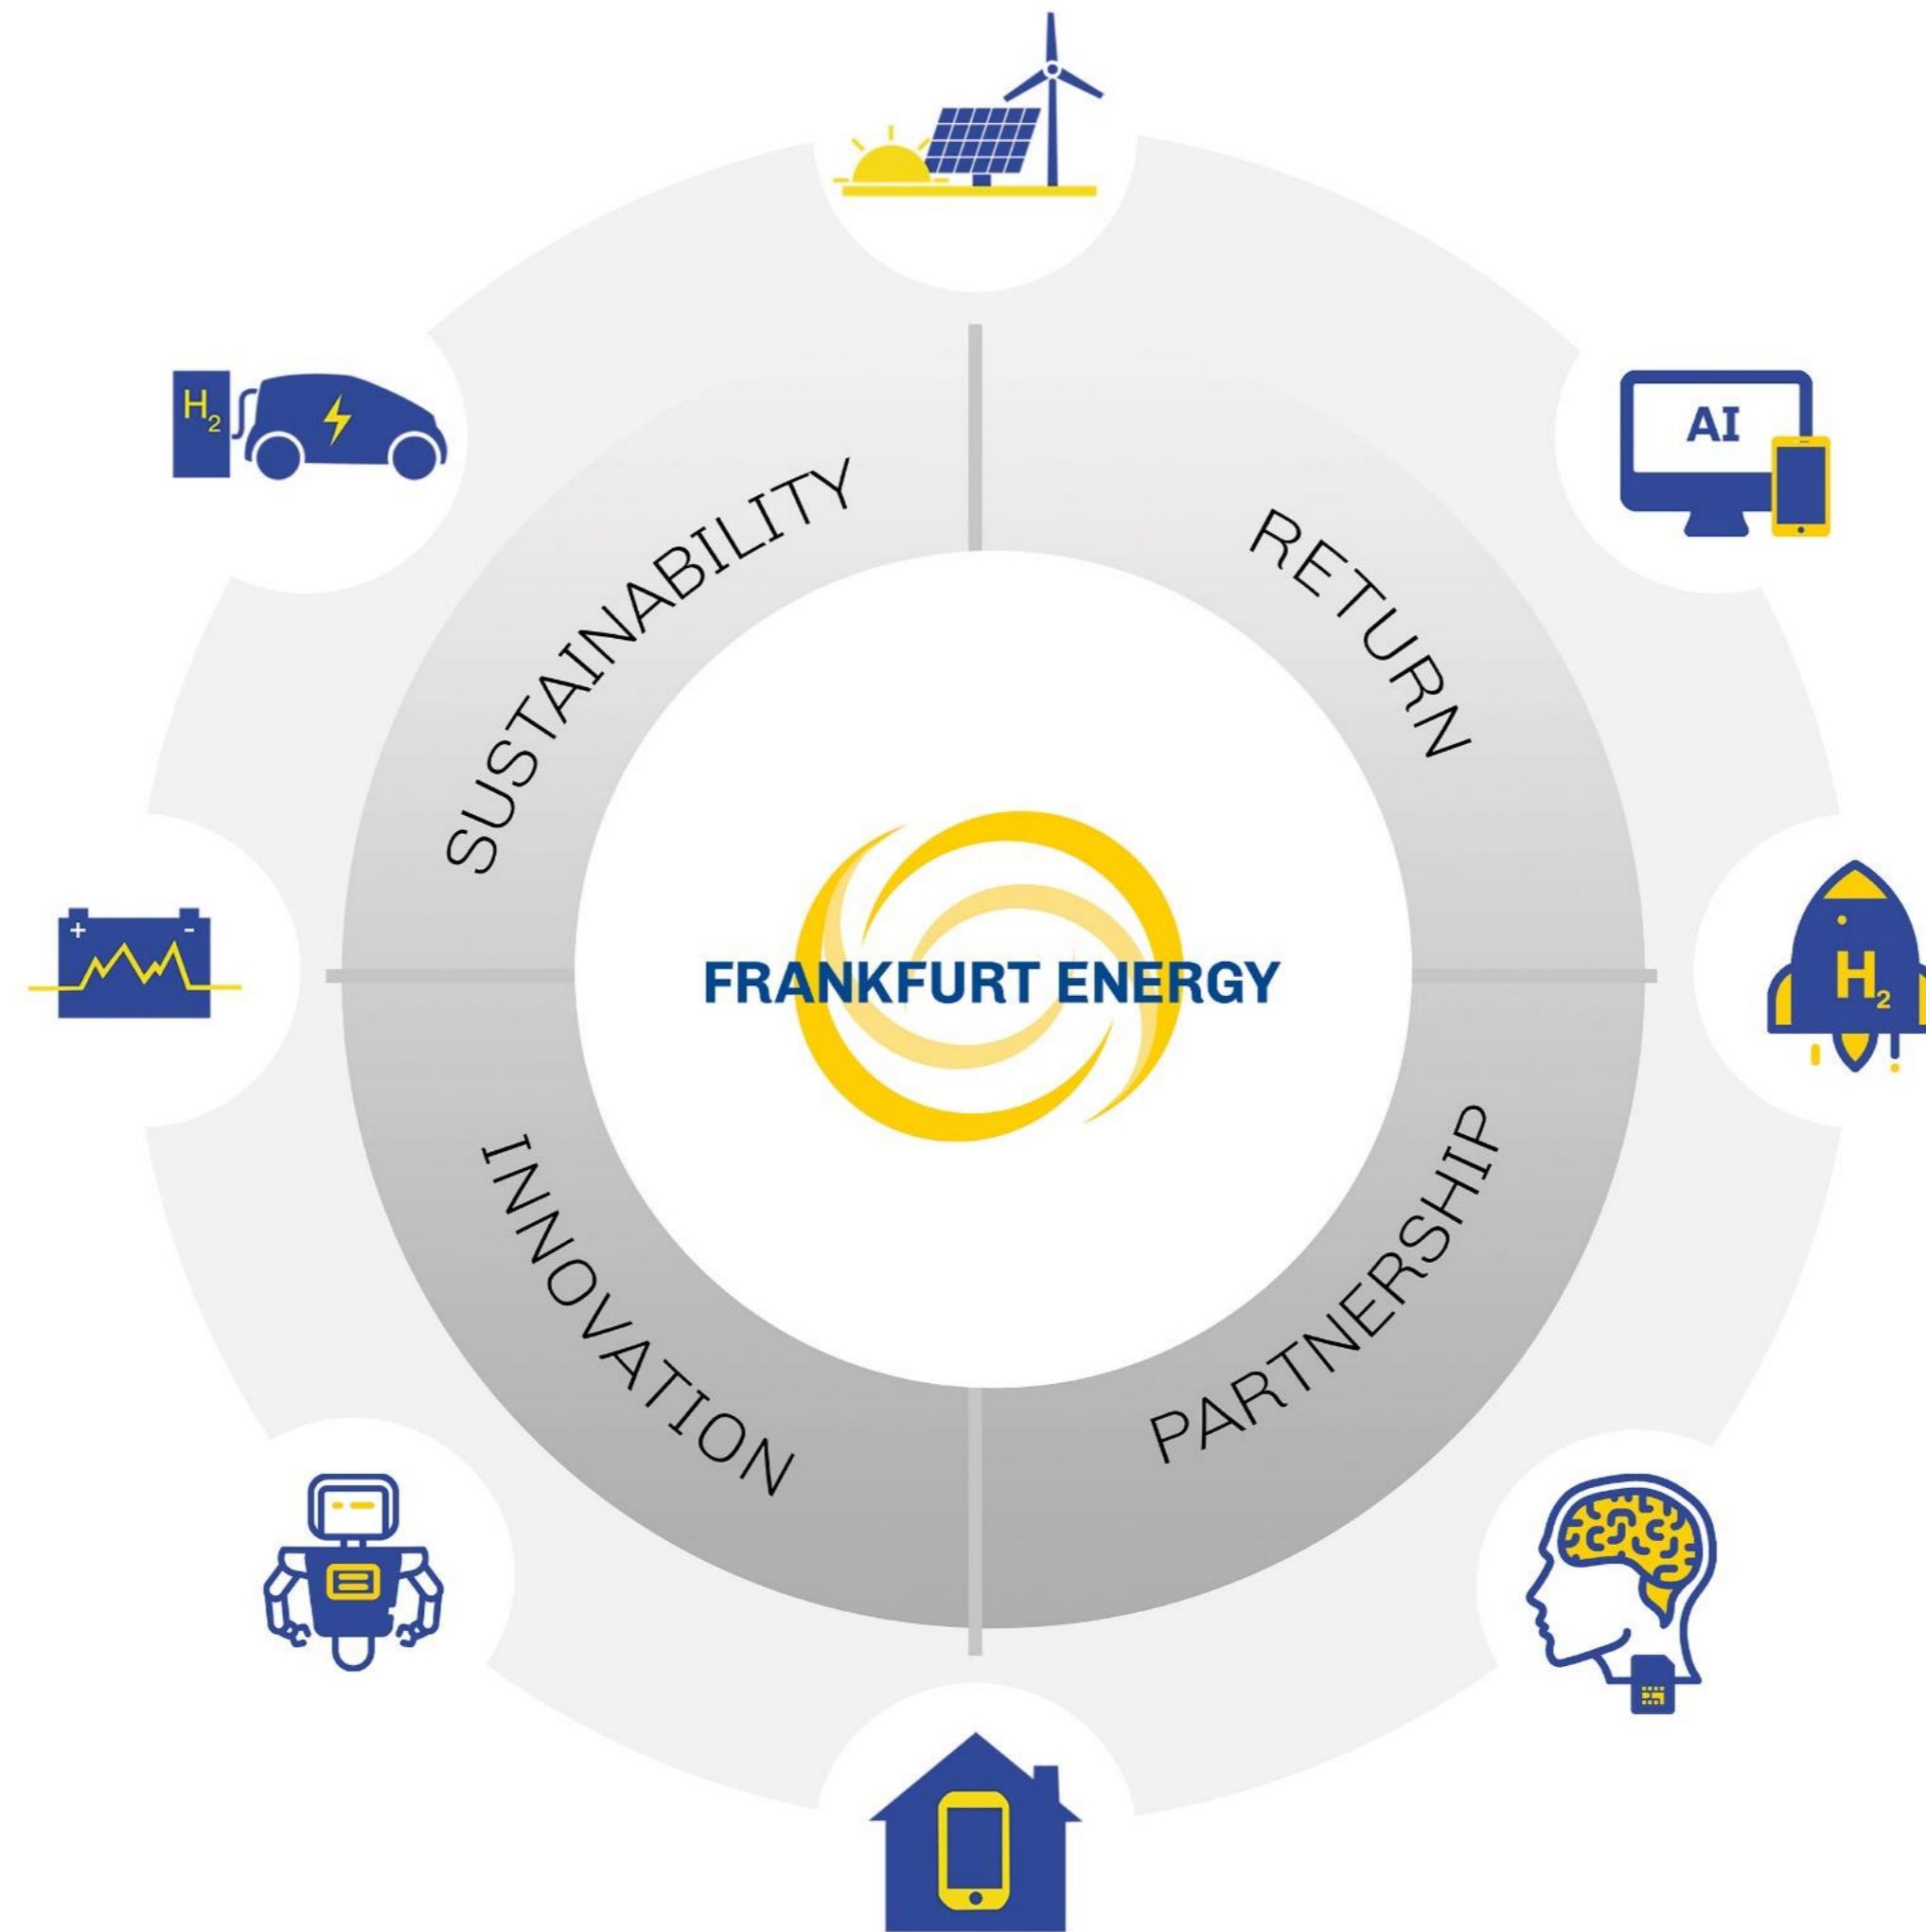 H₂
AI
SUSTAINABILITY
RETURN
+ -
FRANKFURT ENERGY
H₂
INNOVATION
PARTNERSHIP